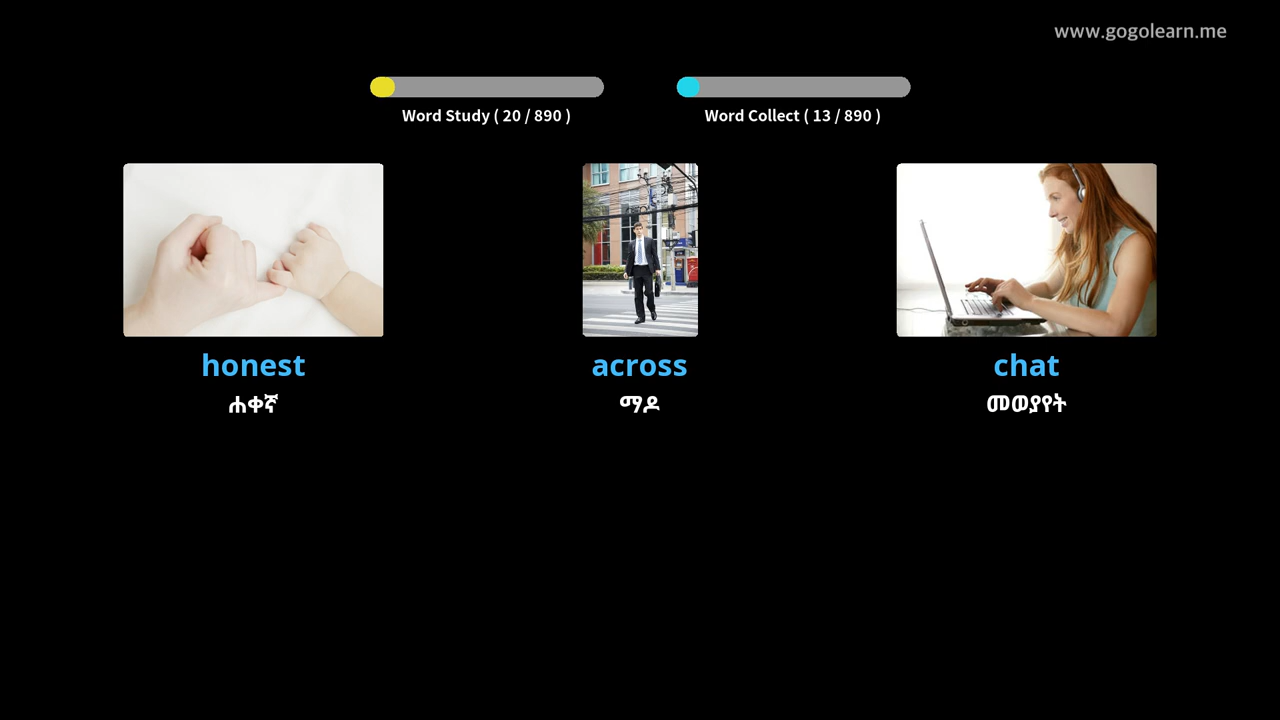 www.gogolearn.me
Word Study ( 20 / 890 )
Word Collect ( 13 / 890 )
honest
ሐቀኛ
across
ማዶ
chat
መወያየት